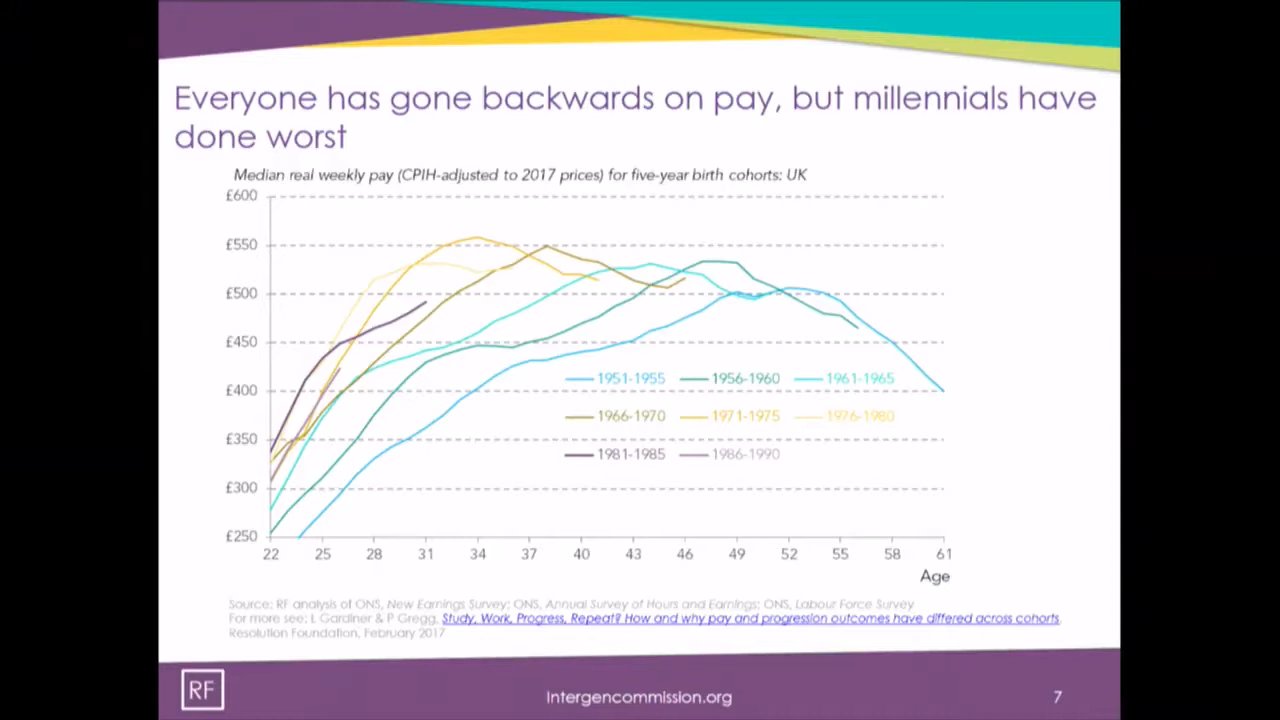 Everyone has gone backwards on pay, but millennials have
done worst
Median real weekly pay (CPIH-adjusted to 2017 prices) for five-year birth cohorts: UK
£600
£550
£500
£450
£400
£350
£300
£250
1951-1955 1956-1960 1961-1965
1966-1970 1971-1975 1976-1980
1981-1985 1986-1990
22 25 28 31 34 37 40 43 46 49 52 55 58 61
Age
Source: RF analysis of ONS, New Earnings Survey; ONS, Annual Survey of Hours and Earnings; ONS, Labour Force Survey
For more see: L Gardiner & P Gregg, Study, Work, Progress, Repeat? How and why pay and progression outcomes have differed across cohorts,
Resolution Foundation, February 2017
RF
intergencommission.org
7